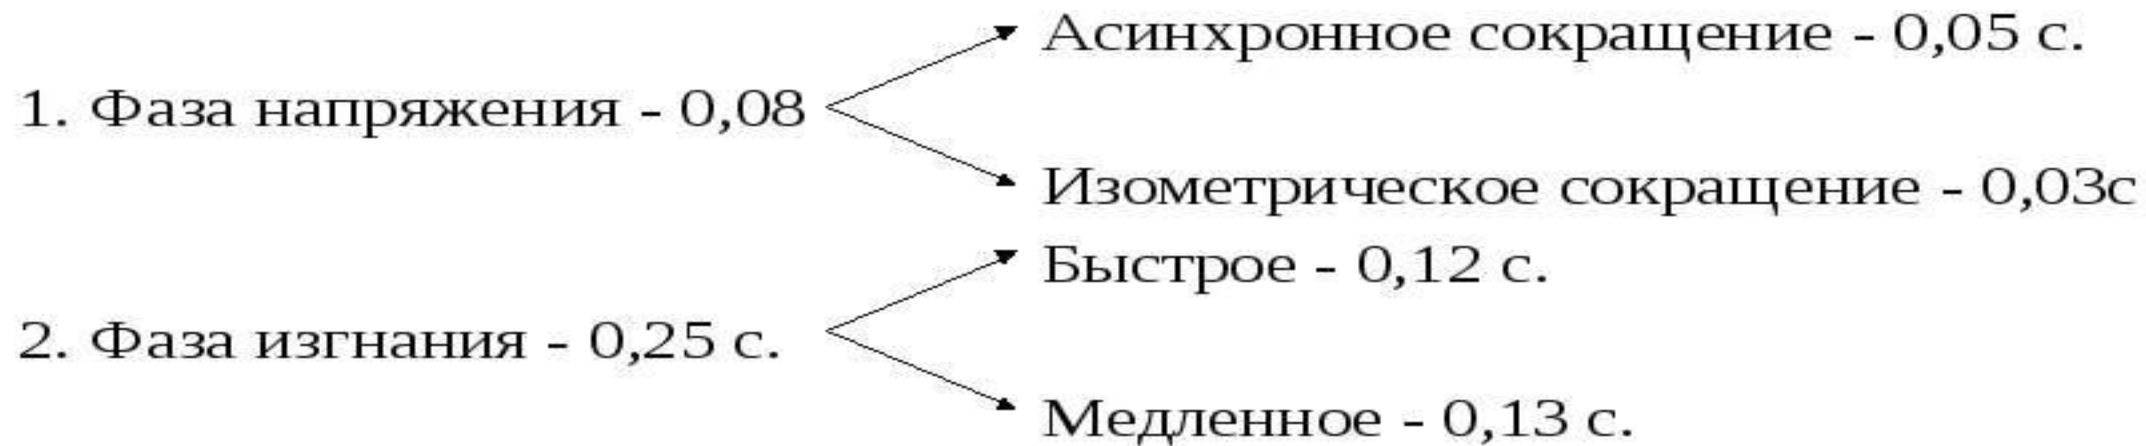 Асинхронное сокращение - 0,05 с.
1. Фаза напряжения - 0,08
Изометрическое сокращение - 0,03с
Быстрое - 0,12 с.
2. Фаза изгнания - 0,25 с.
Медленное - 0,13 с.